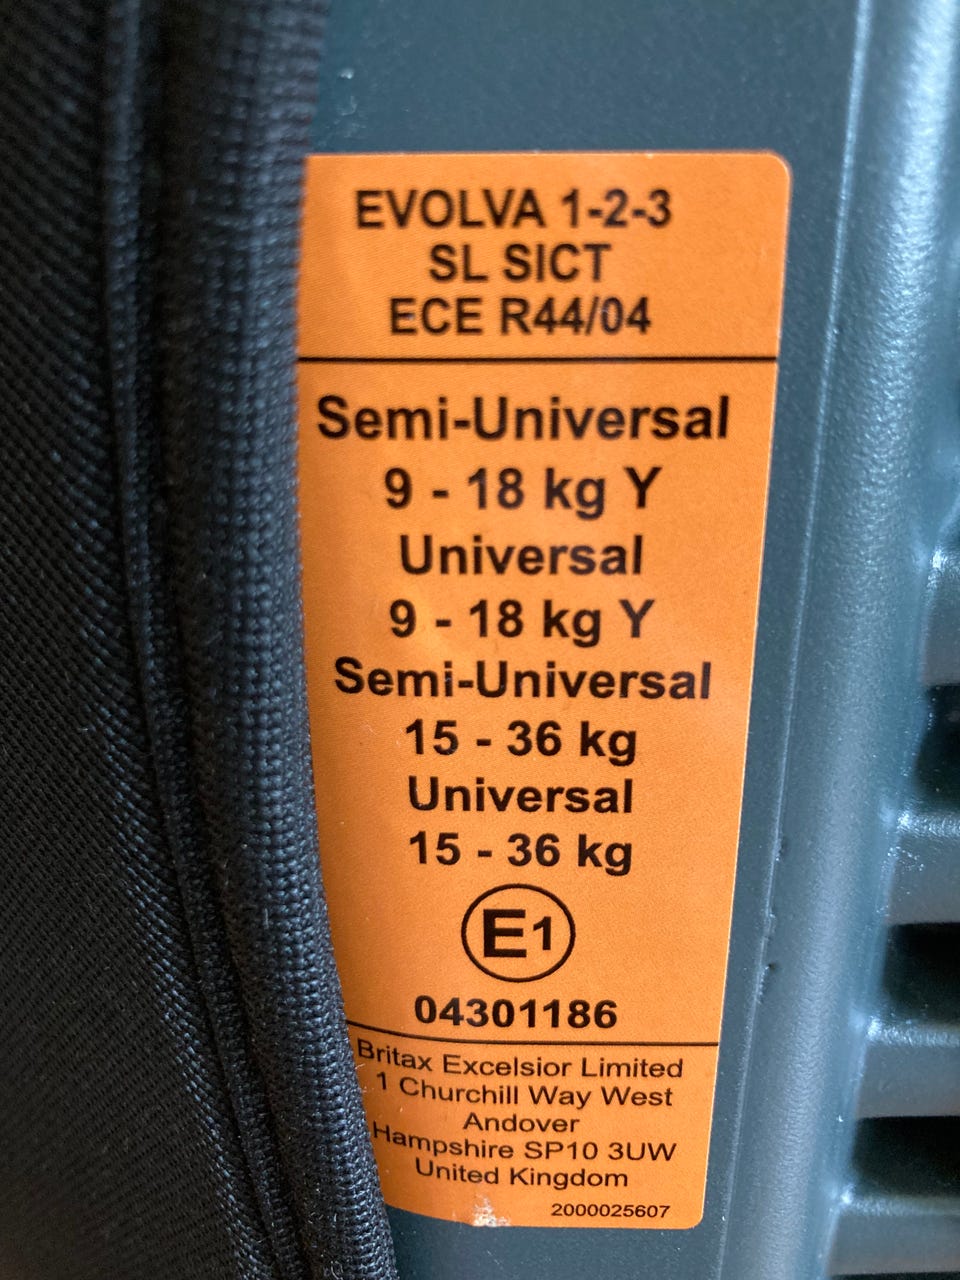 EVOLVA 1-2-3
SL SICT
ECE R44/04
Semi-Universal
9 - 18 kg Y
Universal
9 - 18 kg Y
Semi-Universal
15 - 36 kg
Universal
15 - 36 kg
E1
04301186
Britax Excelsior Limited
1 Churchill Way West
Andover
Hampshire SP10 3UW
United Kingdom
2000025607